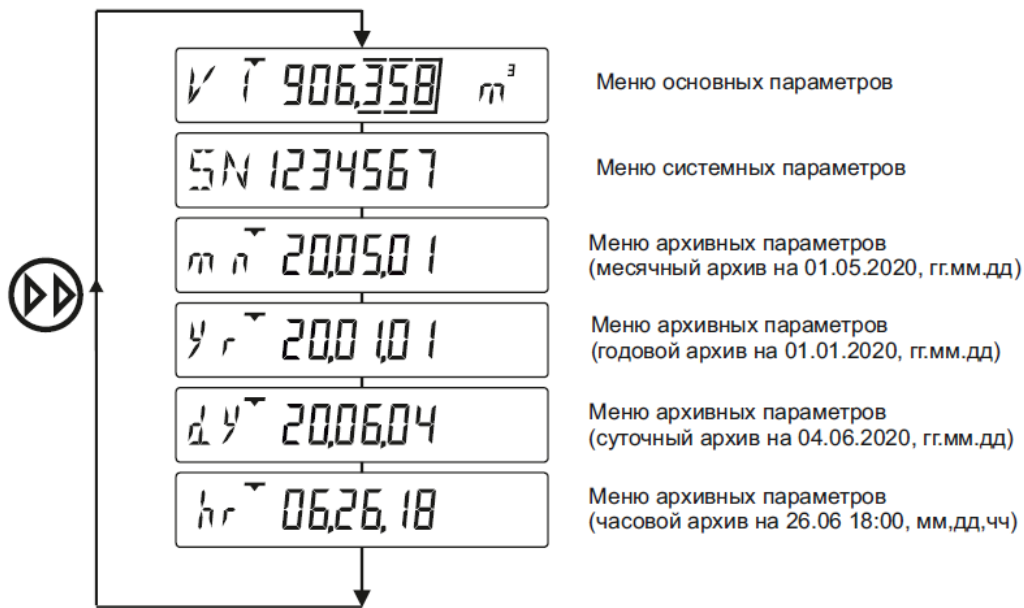 V 1 906,358 m³
Меню основных параметров
SN 1234567
Меню системных параметров
mn 20,05,01
Меню архивных параметров
(месячный архив на 01.05.2020, гг.мм.дд)
Yr 20,01,01
Меню архивных параметров
(годовой архив на 01.01.2020, гг.мм.дд)
dY 20,06,04
Меню архивных параметров
(суточный архив на 04.06.2020, гг.мм.дд)
hr 06,26,18
Меню архивных параметров
(часовой архив на 26.06 18:00, мм,дд,чч)